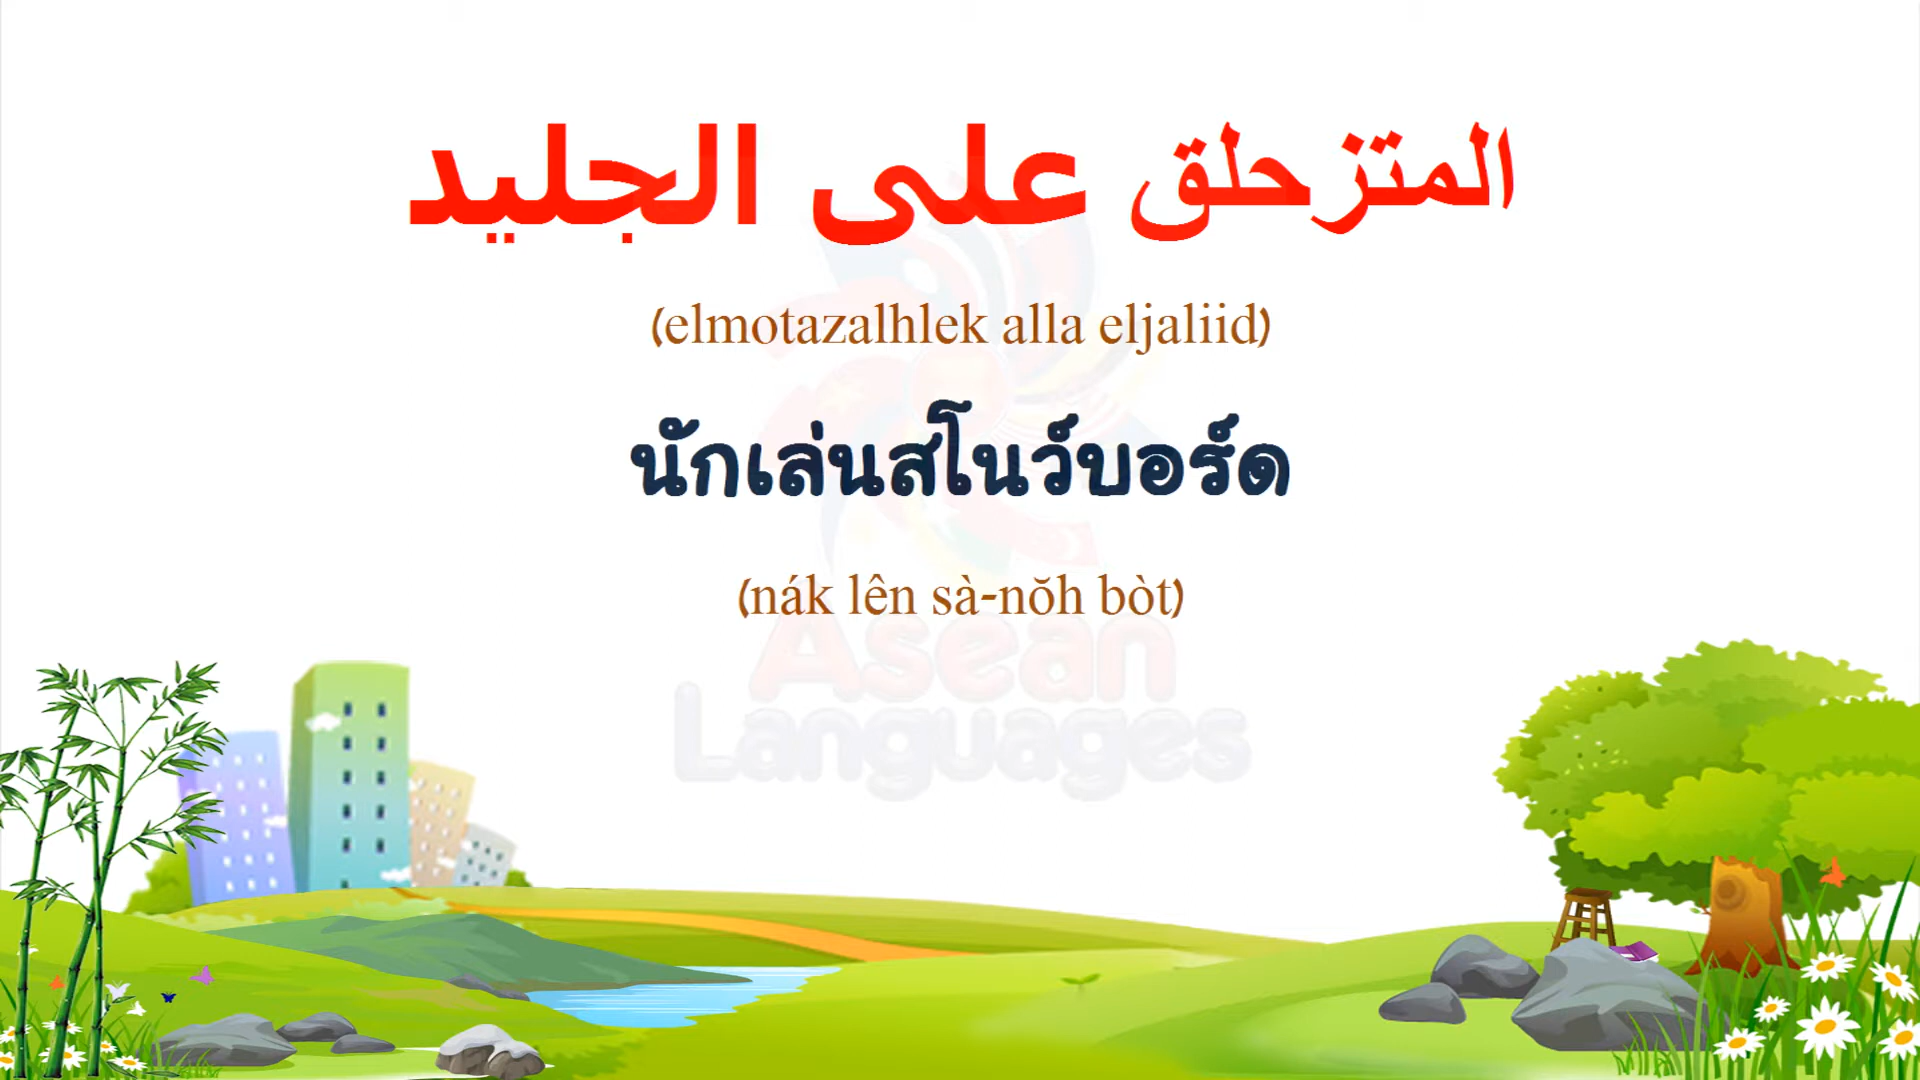 المتزحلق على الجليد
(elmotazalhlek alla eljaliid)
นักเล่นสโนว์บอร์ด
(nák lên sà-nŏh bòt)
Asean
Languages